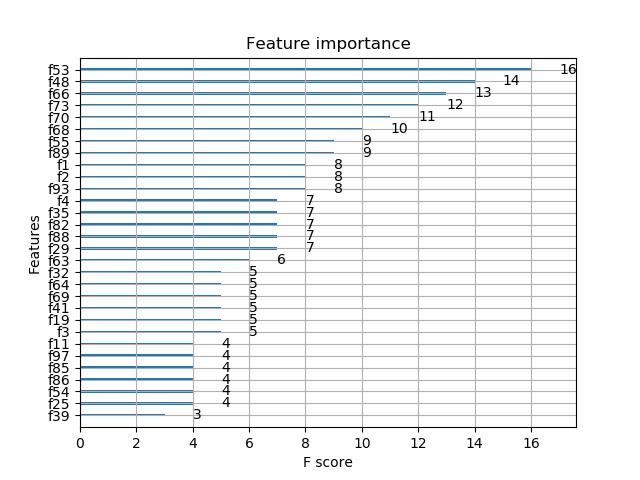 Feature importance
f53 16
f48 14
f66 13
f73 12
f70 11
f68 10
f55 9
f89 9
f1 8
f2 8
f93 8
f4 7
f35 7
f82 7
f88 7
f29 7
f63 6
f32 5
f64 5
f69 5
f41 5
f19 5
f3 5
f11 4
f97 4
f85 4
f86 4
f54 4
f25 4
f39 3
Features
0 2 4 6 8 10 12 14 16
F score